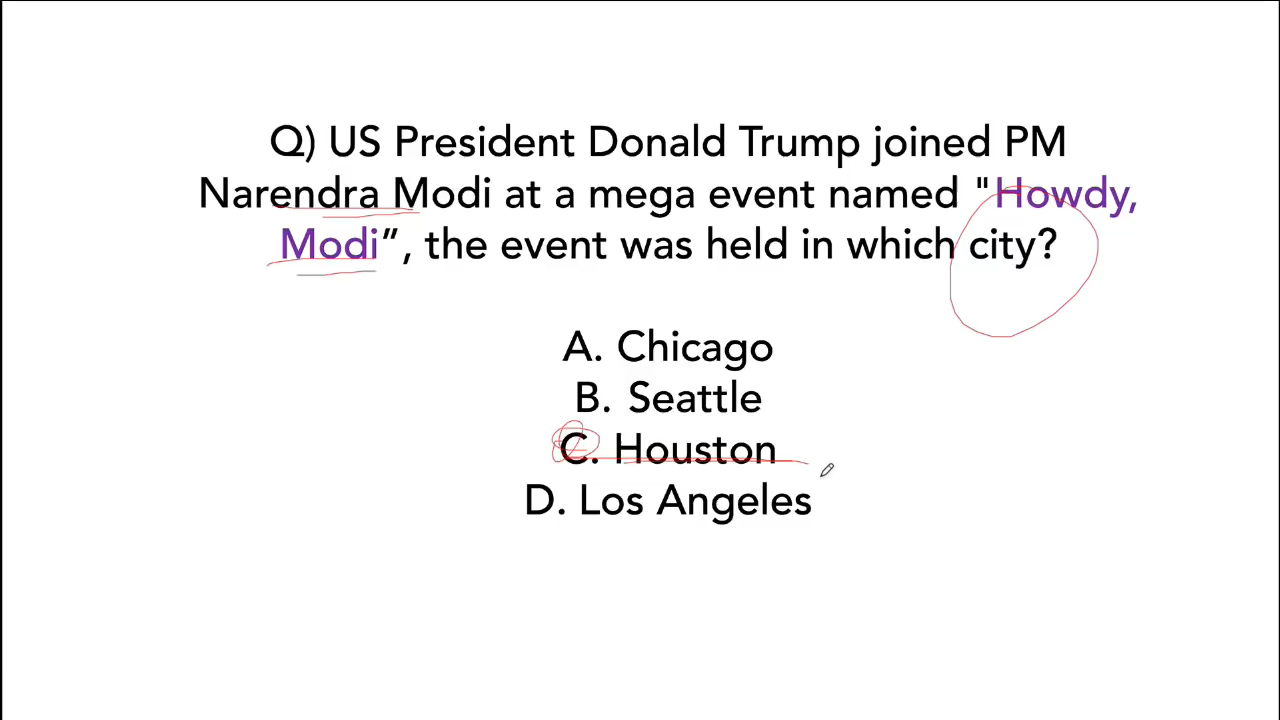 Q) US President Donald Trump joined PM
Narendra Modi at a mega event named "Howdy,
Modi”, the event was held in which city?
A. Chicago
B. Seattle
C. Houston
D. Los Angeles